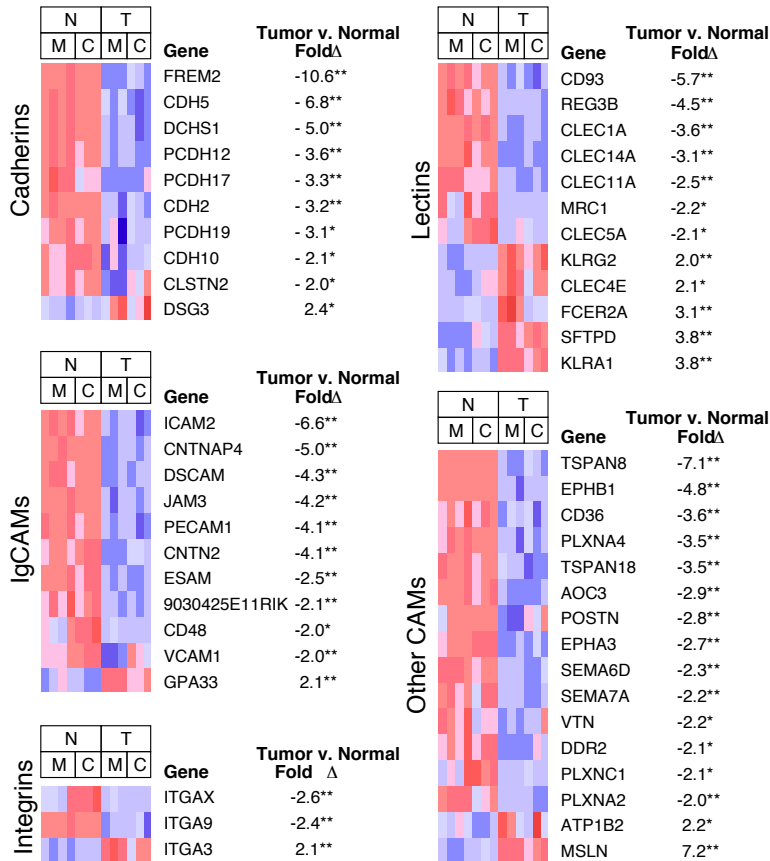 N T
M C M C
Gene
Tumor v. Normal
FoldΔ
Cadherins
FREM2 -10.6**
CDH5 - 6.8**
DCHS1 - 5.0**
PCDH12 - 3.6**
PCDH17 - 3.3**
CDH2 - 3.2**
PCDH19 - 3.1*
CDH10 - 2.1*
CLSTN2 - 2.0*
DSG3 2.4*
N T
M C M C
Gene
Tumor v. Normal
FoldΔ
IgCAMs
ICAM2 -6.6**
CNTNAP4 -5.0**
DSCAM -4.3**
JAM3 -4.2**
PECAM1 -4.1**
CNTN2 -4.1**
ESAM -2.5**
9030425E11RIK -2.1**
CD48 -2.0*
VCAM1 -2.0**
GPA33 2.1**
N T
M C M C
Gene
Tumor v. Normal
Fold Δ
Integrins
ITGAX -2.6**
ITGA9 -2.4**
ITGA3 2.1**
N T
M C M C
Gene
Tumor v. Normal
FoldΔ
Lectins
CD93 -5.7**
REG3B -4.5**
CLEC1A -3.6**
CLEC14A -3.1**
CLEC11A -2.5**
MRC1 -2.2*
CLEC5A -2.1*
KLRG2 2.0**
CLEC4E 2.1*
FCER2A 3.1**
SFTPD 3.8**
KLRA1 3.8**
N T
M C M C
Gene
Tumor v. Normal
FoldΔ
Other CAMs
TSPAN8 -7.1**
EPHB1 -4.8**
CD36 -3.6**
PLXNA4 -3.5**
TSPAN18 -3.5**
AOC3 -2.9**
POSTN -2.8**
EPHA3 -2.7**
SEMA6D -2.3**
SEMA7A -2.2**
VTN -2.2*
DDR2 -2.1*
PLXNC1 -2.1*
PLXNA2 -2.0**
ATP1B2 2.2*
MSLN 7.2**